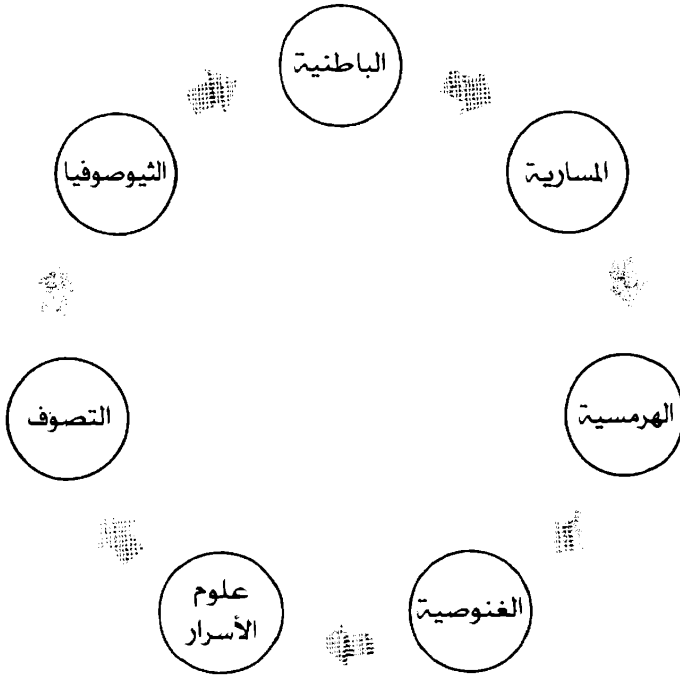 الباطنية
المسارية
الهرمسية
الغنوصية
علوم
الأسرار
التصوف
الثيوصوفيا